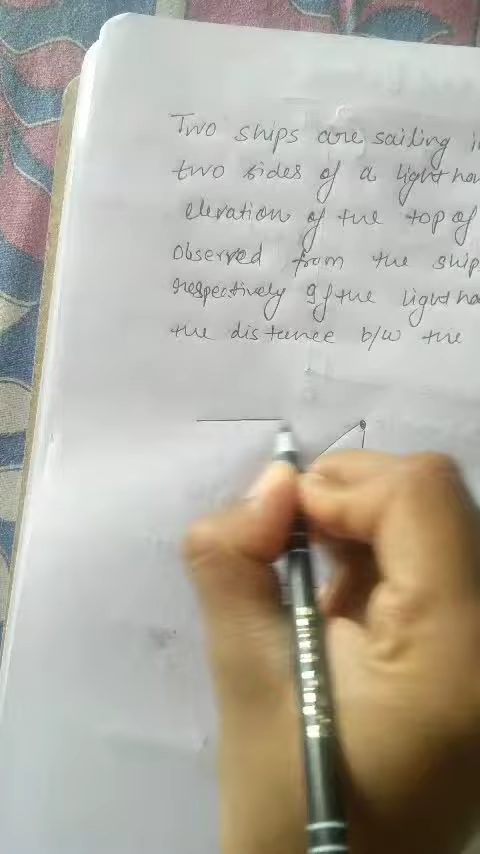 Two ships are sailing
two sides of a light
elevation of the top of
observed from the ship
respectively If the light
the distance b/w the